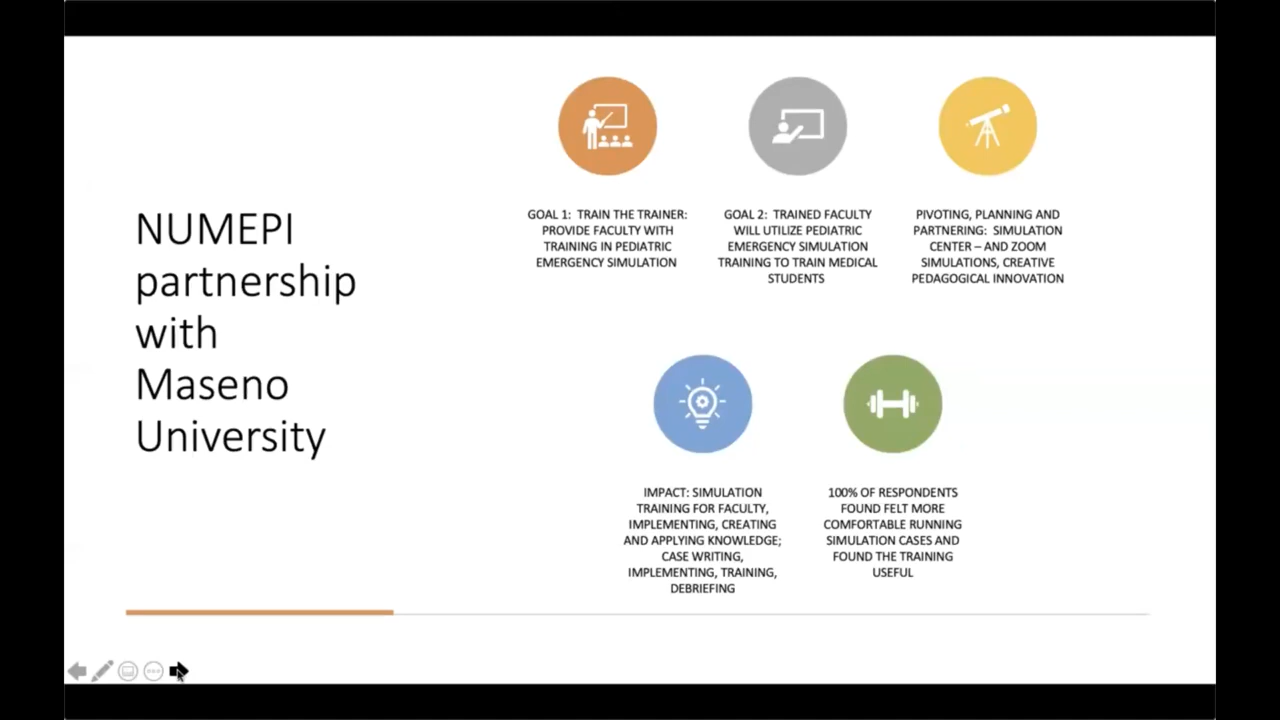 NUMEPI
partnership
with
Maseno
University
GOAL 1:  TRAIN THE TRAINER:
PROVIDE FACULTY WITH
TRAINING IN PEDIATRIC
EMERGENCY SIMULATION
GOAL 2:  TRAINED FACULTY
WILL UTILIZE PEDIATRIC
EMERGENCY SIMULATION
TRAINING TO TRAIN MEDICAL
STUDENTS
PIVOTING, PLANNING AND
PARTNERING:  SIMULATION
CENTER – AND ZOOM
SIMULATIONS, CREATIVE
PEDAGOGICAL INNOVATION
IMPACT: SIMULATION
TRAINING FOR FACULTY,
IMPLEMENTING, CREATING
AND APPLYING KNOWLEDGE;
CASE WRITING,
IMPLEMENTING, TRAINING,
DEBRIEFING
100% OF RESPONDENTS
FOUND FELT MORE
COMFORTABLE RUNNING
SIMULATION CASES AND
FOUND THE TRAINING
USEFUL